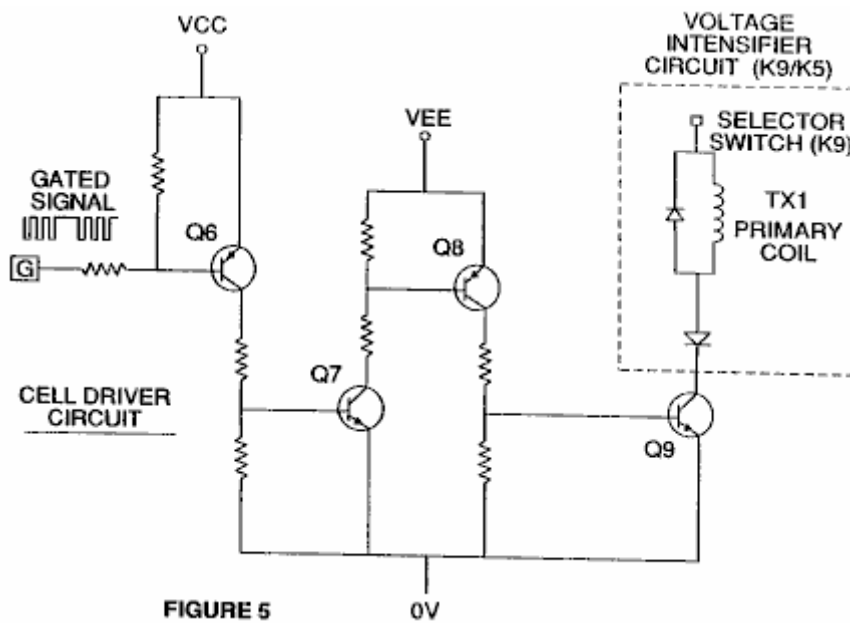 VCC
VOLTAGE
INTENSIFIER
CIRCUIT (K9/K5)
VEE
SELECTOR
SWITCH (K9)
GATED
SIGNAL
Q6
Q8
TX1
PRIMARY
COIL
G
Q7
CELL DRIVER
CIRCUIT
Q9
FIGURE 5
0V